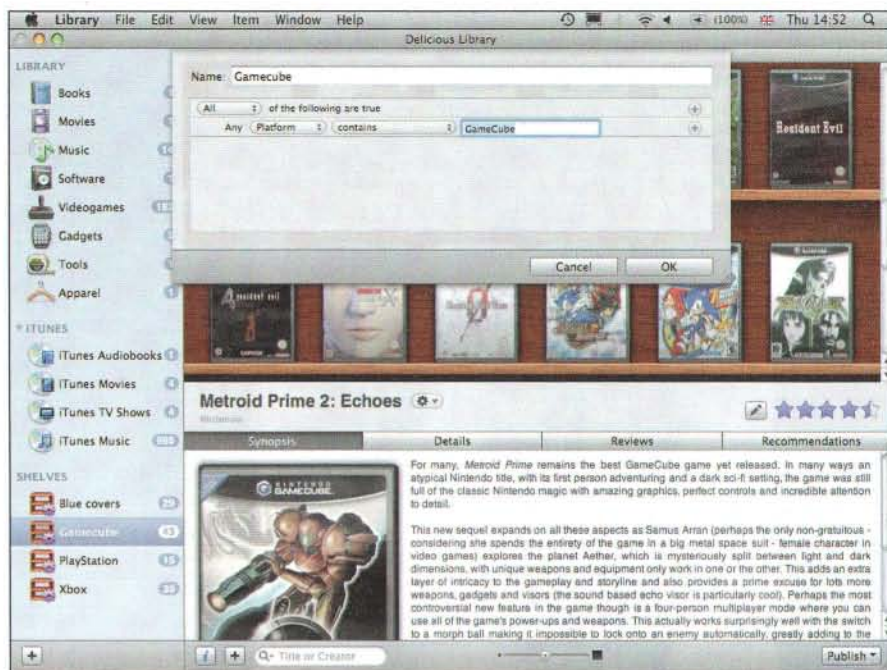 Library File Edit View Item Window Help (100%) Thu 14:52
Delicious Library
LIBRARY
Books
Movies
Music
Software
Videogames
Gadgets
Tools
Apparel
ITUNES
iTunes Audiobooks
iTunes Movies
iTunes TV Shows
iTunes Music
SHELVES
Blue covers
Gamecube 43
PlayStation 15
Xbox
Name: Gamecube
All of the following are true
Any Platform contains GameCube
Cancel OK
Resident Evil
resident evil
Metroid Prime 2: Echoes
Nintendo
Synopsis Details Reviews Recommendations
NINTENDO
GAMECUBE
For many, Metroid Prime remains the best GameCube game yet released. In many ways an
atypical Nintendo title, with its first person adventuring and a dark sci-fi setting, the game was still
full of the classic Nintendo magic with amazing graphics, perfect controls and incredible attention
to detail.
This new sequel expands on all these aspects as Samus Arran (perhaps the only non-gratuitous -
considering she spends the entirety of the game in a big metal space suit - female character in
video games) explores the planet Aether, which is mysteriously split between light and dark
dimensions, with unique weapons and equipment only work in one or the other. This adds an extra
layer of intricacy to the gameplay and storyline and also provides a prime excuse for lots more
weapons, gadgets and visors (the sound based echo visor is particularly cool). Perhaps the most
controversial new feature in the game though is a four-person multiplayer mode where you can
use all of the game's power-ups and weapons. This actually works surprisingly well with the switch
to a morph ball making it impossible to lock onto an enemy automatically, greatly adding to the
Title or Creator
Publish